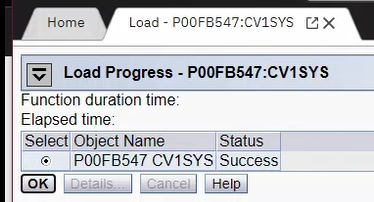 Home
Load - P00FB547:CV1SYS
Load Progress - P00FB547:CV1SYS
Function duration time:
Elapsed time:
Select Object Name Status
P00FB547 CV1SYS Success
OK Details... Cancel Help